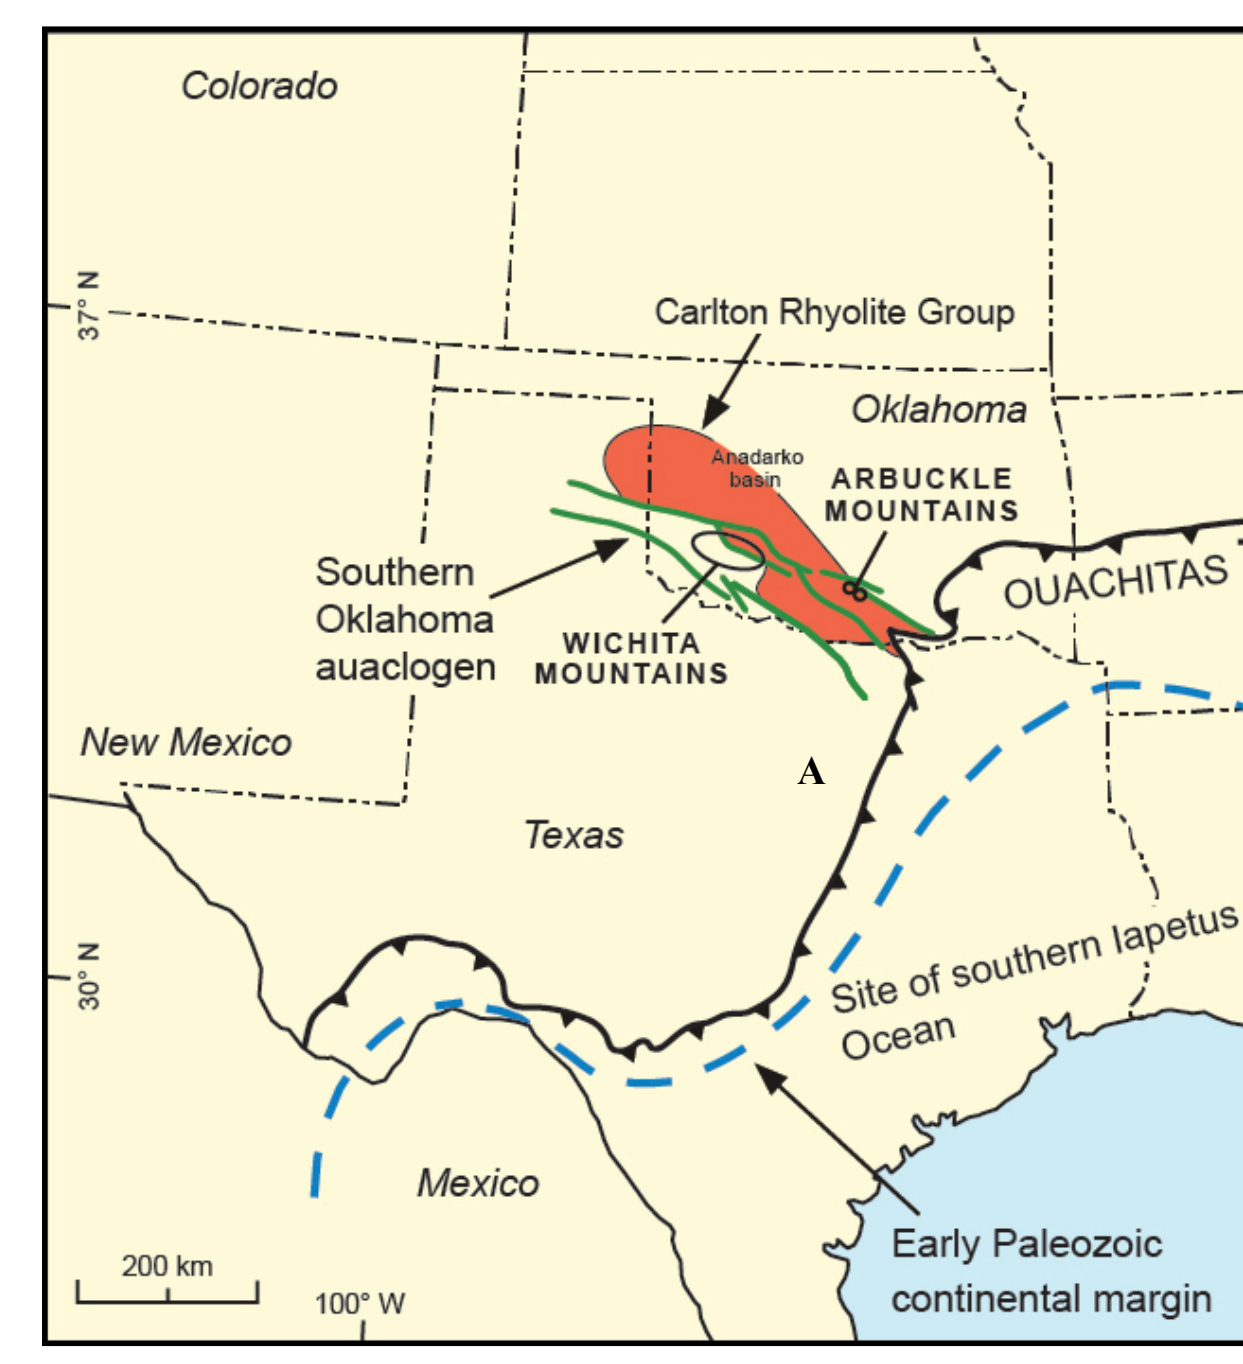 Colorado
37° N
Carlton Rhyolite Group
Oklahoma
Anadarko
basin
ARBUCKLE
MOUNTAINS
Southern
Oklahoma
auaclogen
OUACHITAS
WICHITA
MOUNTAINS
New Mexico
A
Texas
30° N
Site of southern Iapetus
Ocean
Mexico
Early Paleozoic
continental margin
200 km
100° W